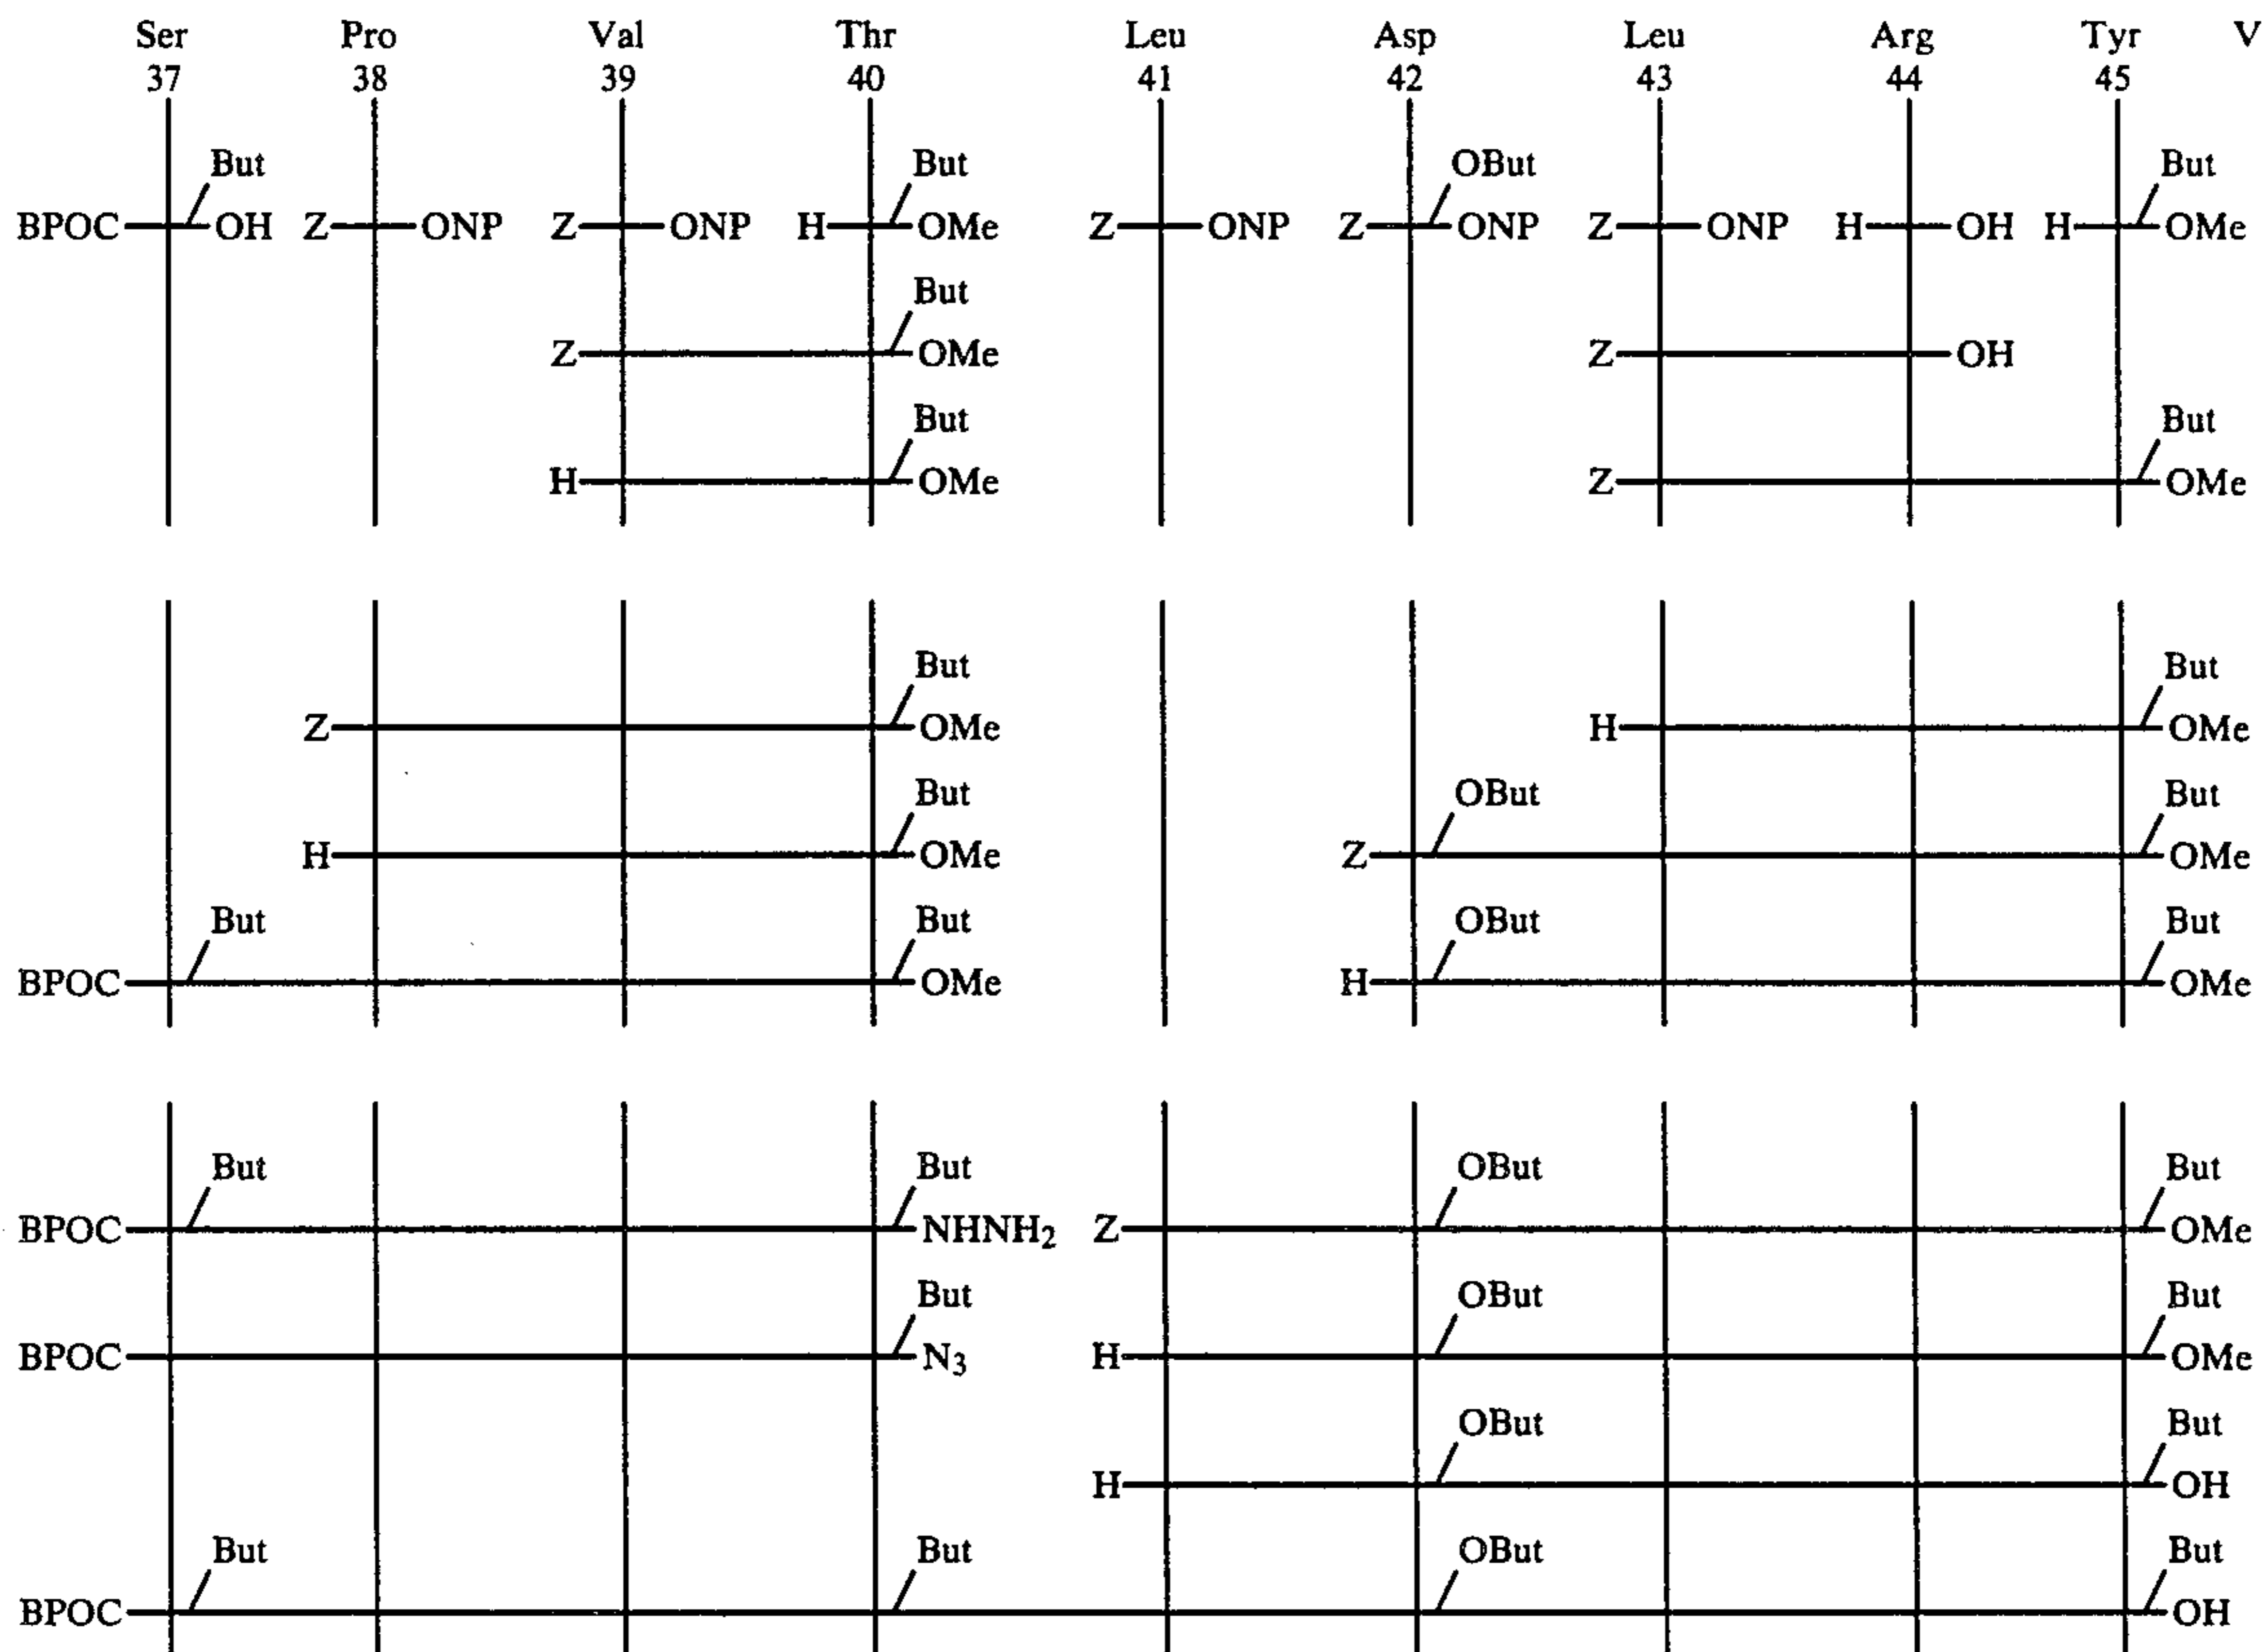 Ser Pro Val Thr Leu Asp Leu Arg Tyr V
37 38 39 40 41 42 43 44 45
But But OBut But
BPOC OH Z ONP Z ONP H OMe Z ONP Z ONP Z ONP H OH H OMe
But
Z OMe Z OH
But But
H OMe Z OMe
But But
Z OMe H OMe
But OBut But
H OMe Z OMe
But But OBut But
BPOC OMe H OMe
But But OBut But
BPOC NHNH₂ Z OMe
But OBut But
BPOC N₃ H OMe
OBut But
H OH
But But OBut But
BPOC OH